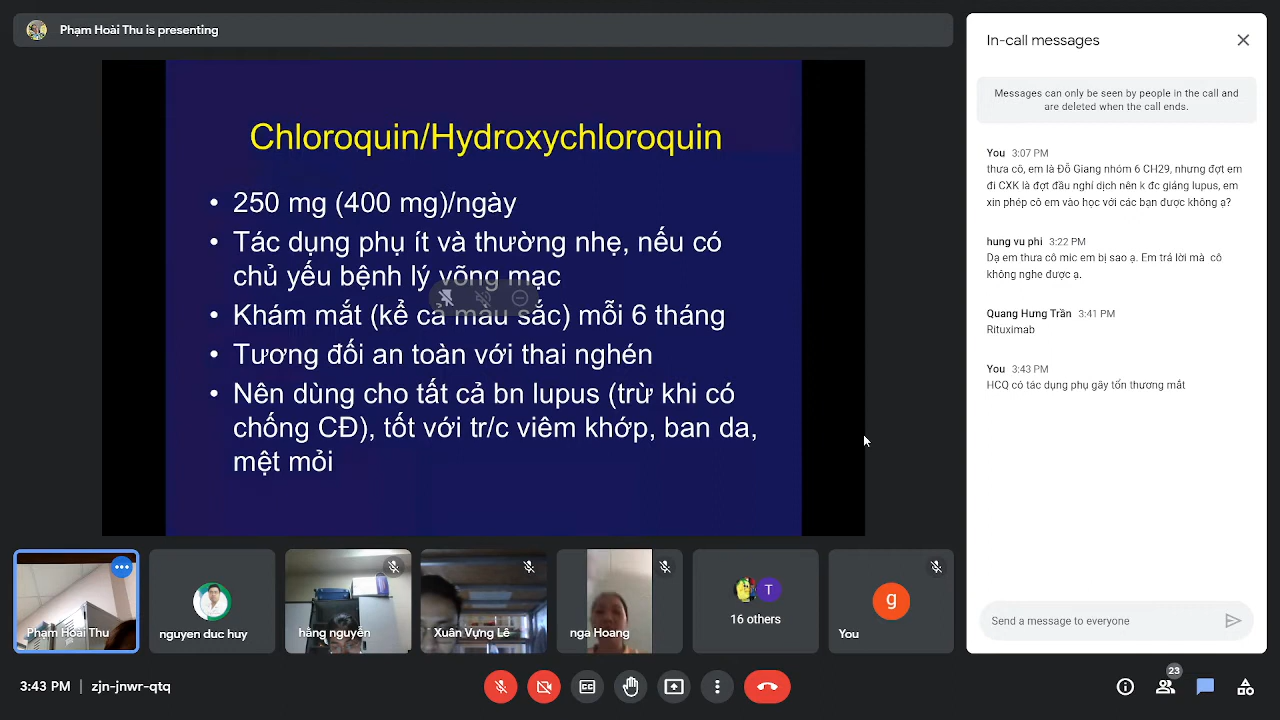 Phạm Hoài Thu is presenting
Chloroquin/Hydroxychloroquin
• 250 mg (400 mg)/ngày
• Tác dụng phụ ít và thường nhẹ, nếu có
chủ yếu bệnh lý võng mạc
• Khám mắt (kể cả màu sắc) mỗi 6 tháng
• Tương đối an toàn với thai nghén
• Nên dùng cho tất cả bn lupus (trừ khi có
chống CĐ), tốt với tr/c viêm khớp, ban da,
mệt mỏi
In-call messages
Messages can only be seen by people in the call and
are deleted when the call ends.
You 3:07 PM
thưa cô, em là Đỗ Giang nhóm 6 CH29, nhưng đợt em
đi CXK là đợt đầu nghỉ dịch nên k đc giảng lupus, em
xin phép cô em vào học với các bạn được không ạ?
hung vu phi 3:22 PM
Dạ em thưa cô mic em bị sao ạ. Em trả lời mà cô
không nghe được ạ.
Quang Hưng Trần 3:41 PM
Rituximab
You 3:43 PM
HCQ có tác dụng phụ gây tổn thương mắt
Send a message to everyone
Phạm Hoài Thu
nguyen duc huy
hằng nguyễn
Xuân Vựng Lê
nga Hoang
T
16 others
g
You
3:43 PM | zjn-jnwr-qtq
23